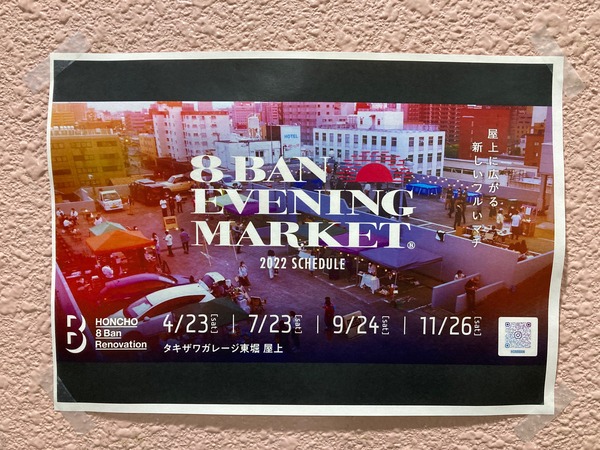 HOTEL
屋上に広がる、
新しいワルいマチ
8 BAN
EVENING
MARKET®
2022 SCHEDULE
HONCHO
8 Ban
Renovation
4/23[sat] | 7/23[sat] | 9/24[sat] | 11/26[sat]
タキザワガレージ東堀 屋上